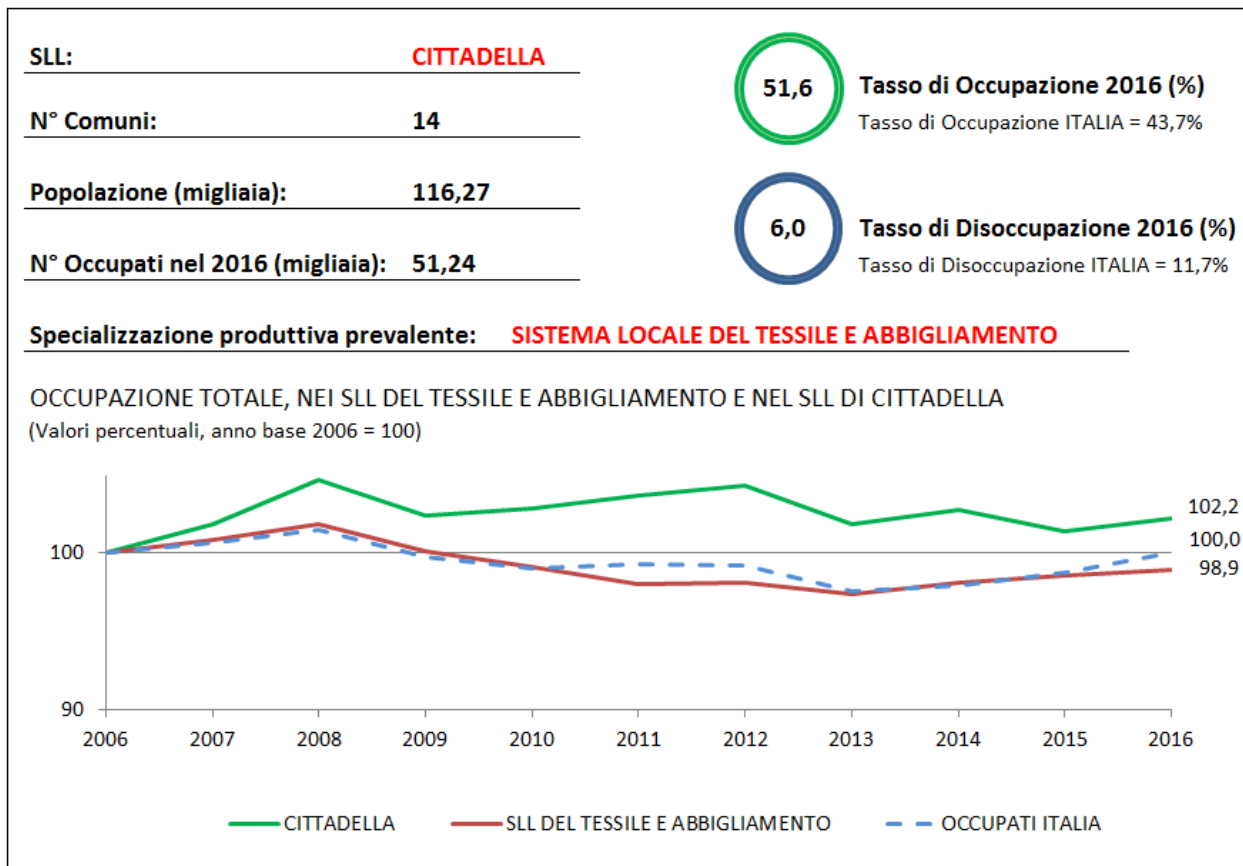 SLL: CITTADELLA
N° Comuni: 14
Popolazione (migliaia): 116,27
N° Occupati nel 2016 (migliaia): 51,24
51,6 Tasso di Occupazione 2016 (%)
Tasso di Occupazione ITALIA = 43,7%
6,0 Tasso di Disoccupazione 2016 (%)
Tasso di Disoccupazione ITALIA = 11,7%
Specializzazione produttiva prevalente: SISTEMA LOCALE DEL TESSILE E ABBIGLIAMENTO
OCCUPAZIONE TOTALE, NEI SLL DEL TESSILE E ABBIGLIAMENTO E NEL SLL DI CITTADELLA
(Valori percentuali, anno base 2006 = 100)
102,2
100,0
98,9
100
90
2006 2007 2008 2009 2010 2011 2012 2013 2014 2015 2016
CITTADELLA SLL DEL TESSILE E ABBIGLIAMENTO OCCUPATI ITALIA